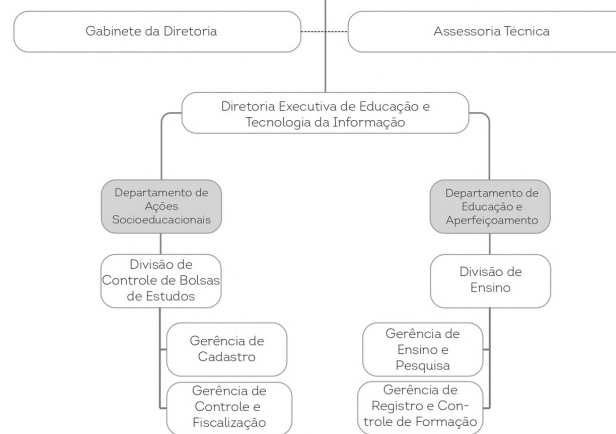 Gabinete da Diretoria
Assessoria Técnica
Diretoria Executiva de Educação e
Tecnologia da Informação
Departamento de
Ações
Socioeducacionais
Departamento de
Educação e
Aperfeiçoamento
Divisão de
Controle de Bolsas
de Estudos
Divisão de
Ensino
Gerência de
Cadastro
Gerência de
Ensino e
Pesquisa
Gerência de
Controle e
Fiscalização
Gerência de
Registro e Con-
trole de Formação